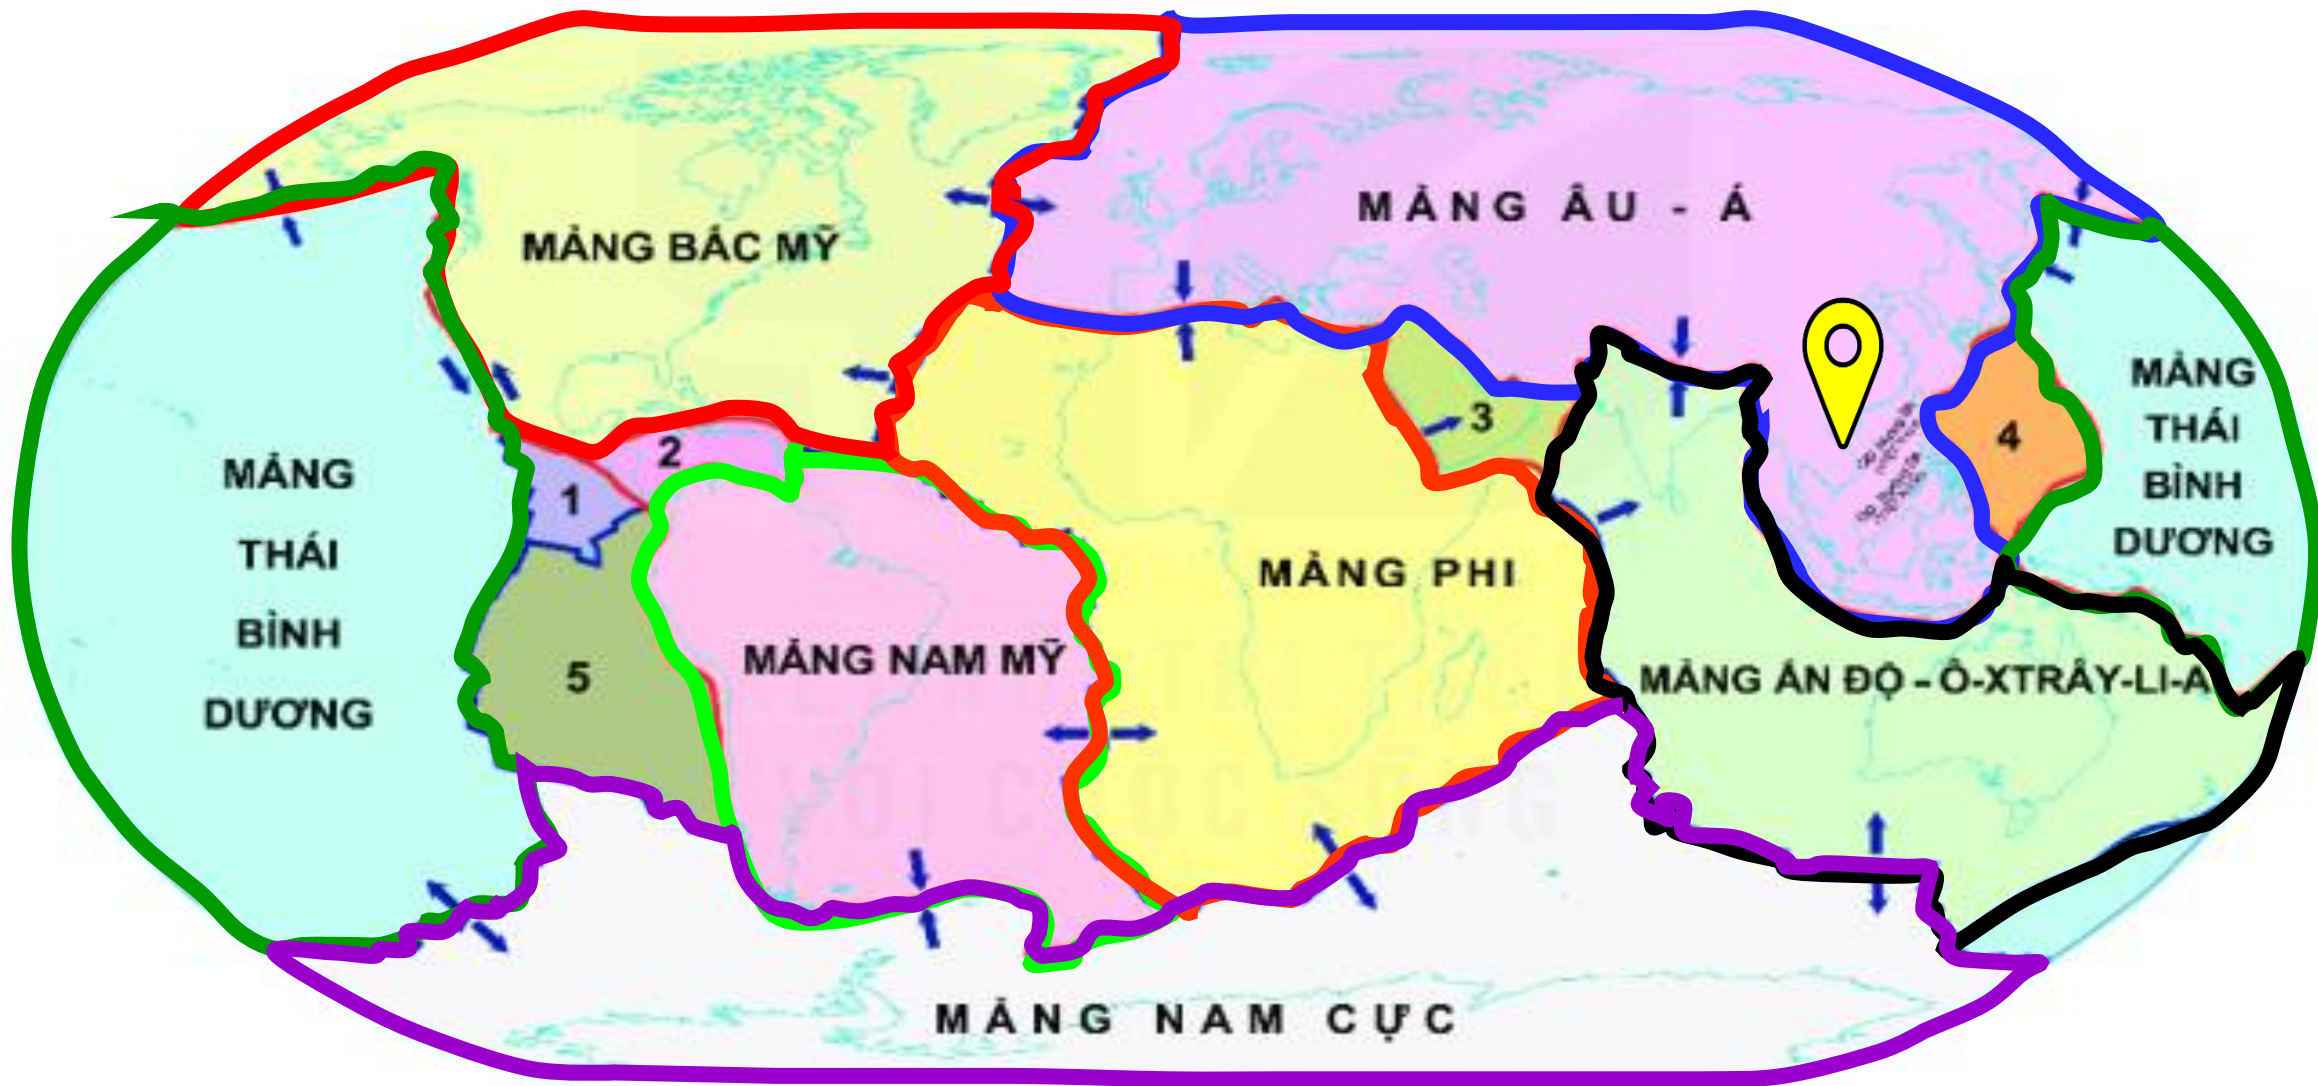 MẢNG ÂU - Á
MẢNG BẮC MỸ
MẢNG
THÁI
BÌNH
DƯƠNG
3
4
2
1
MẢNG
THÁI
BÌNH
DƯƠNG
MẢNG PHI
MẢNG NAM MỸ
5
MẢNG ẤN ĐỘ - Ô-XTRÂY-LI-A
MẢNG NAM CỰC